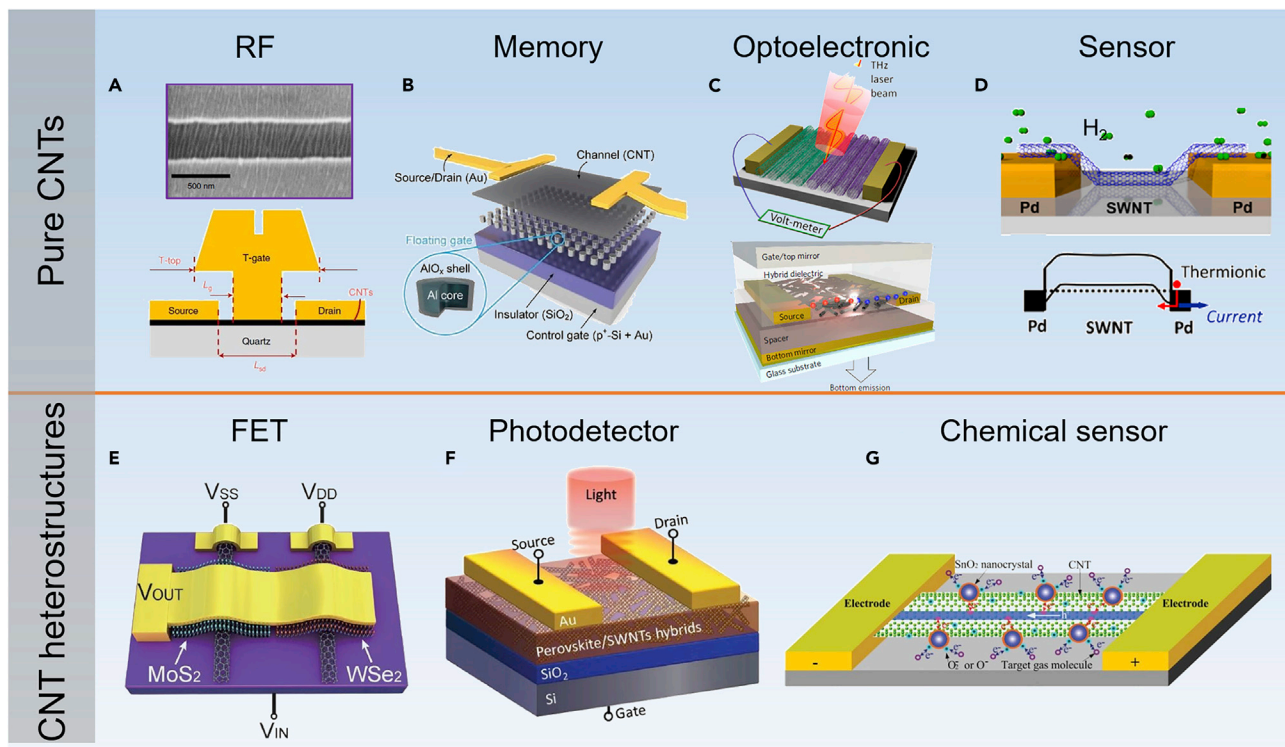 Pure CNTs
RF
Memory
Optoelectronic
Sensor
A
500 nm
T-gate
T-top
Lg
CNTs
Source
Drain
Quartz
Lsd
B
Channel (CNT)
Source/Drain (Au)
Floating gate
AlOx shell
Al core
Insulator (SiO2)
Control gate (p+-Si + Au)
C
THz
laser
beam
Volt-meter
Gate/top mirror
Hybrid dielectric
Drain
Source
Spacer
Bottom mirror
Glass substrate
Bottom emission
D
H2
Pd
SWNT
Pd
Thermionic
Pd
SWNT
Pd
Current
CNT heterostructures
FET
Photodetector
Chemical sensor
E
VSS
VDD
VOUT
MoS2
WSe2
VIN
F
Light
Source
Drain
Au
Perovskite/SWNTs hybrids
SiO2
Si
Gate
G
SnO2 nanocrystal
CNT
Electrode
Electrode
-
+
O2- or O-
Target gas molecule